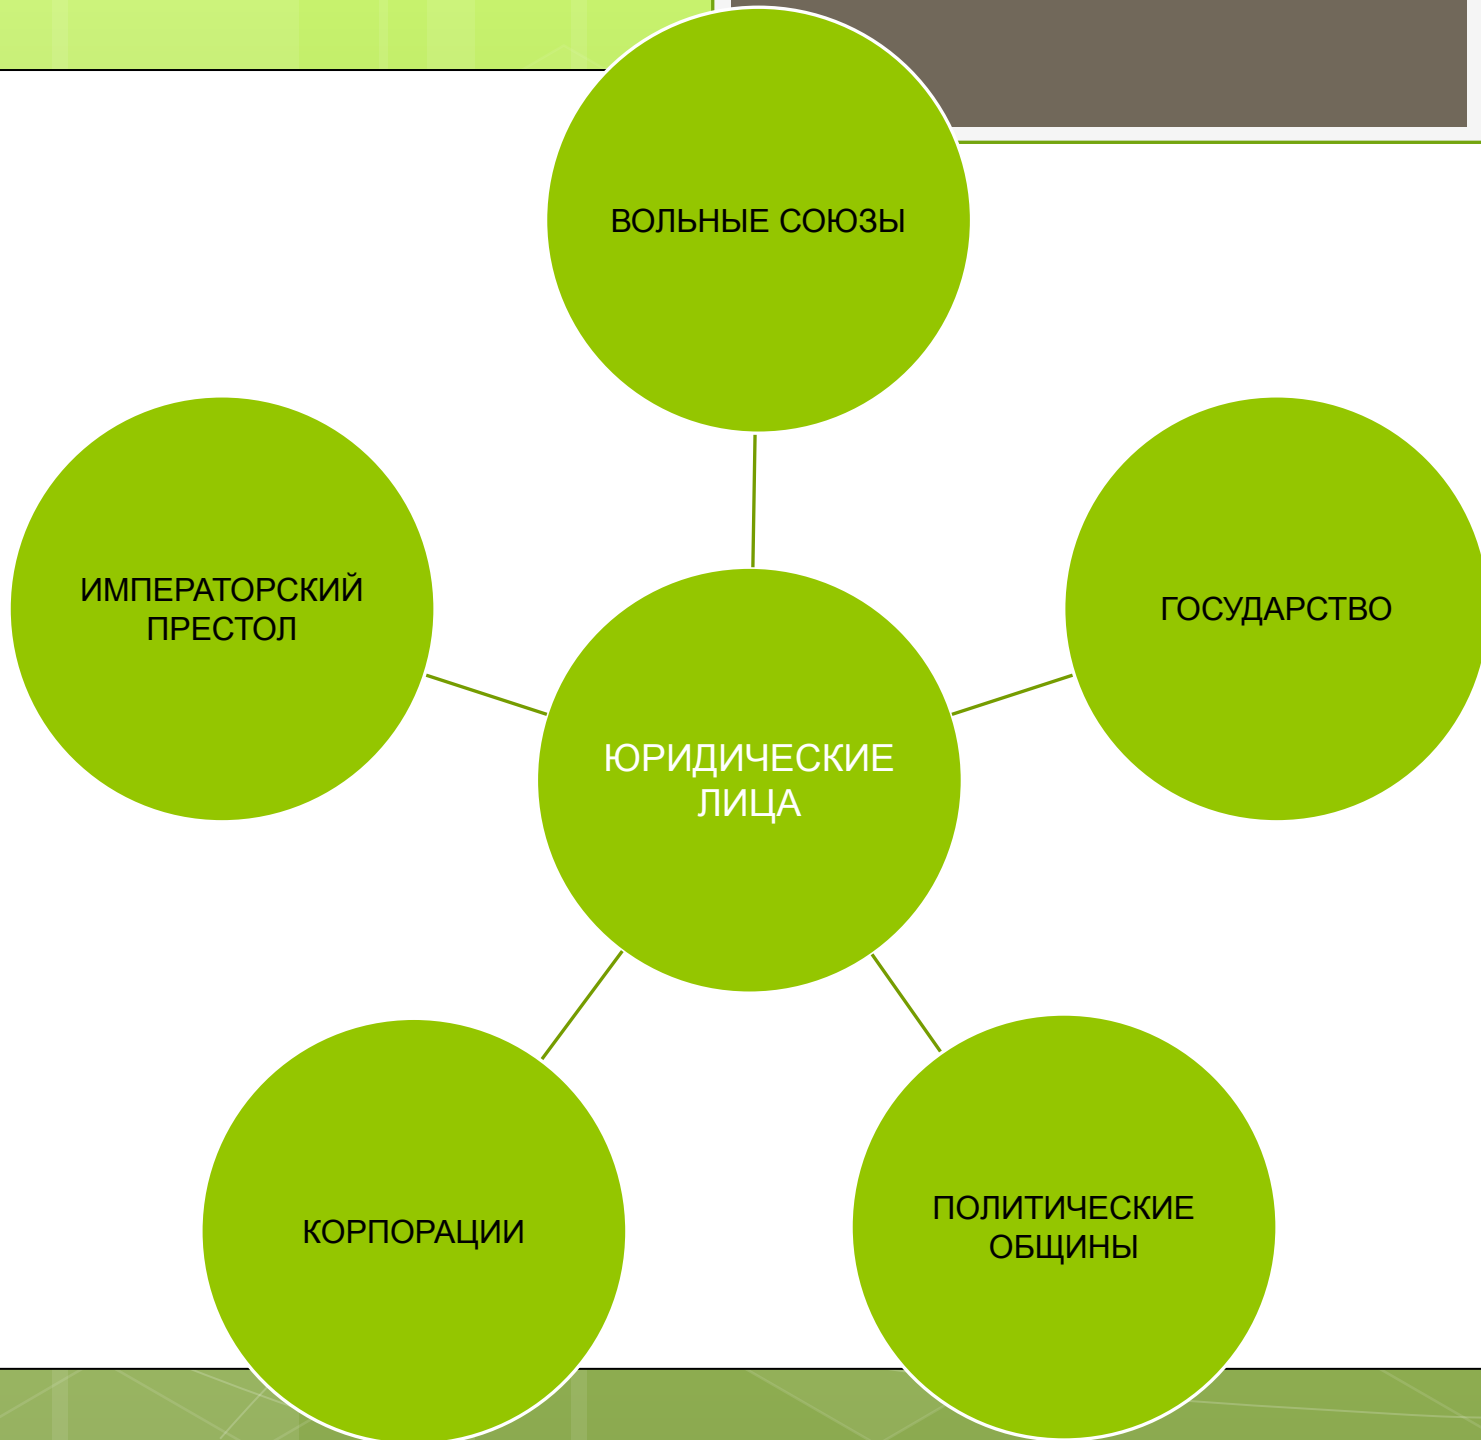 ВОЛЬНЫЕ СОЮЗЫ
ИМПЕРАТОРСКИЙ
ПРЕСТОЛ
ГОСУДАРСТВО
ЮРИДИЧЕСКИЕ
ЛИЦА
КОРПОРАЦИИ
ПОЛИТИЧЕСКИЕ
ОБЩИНЫ